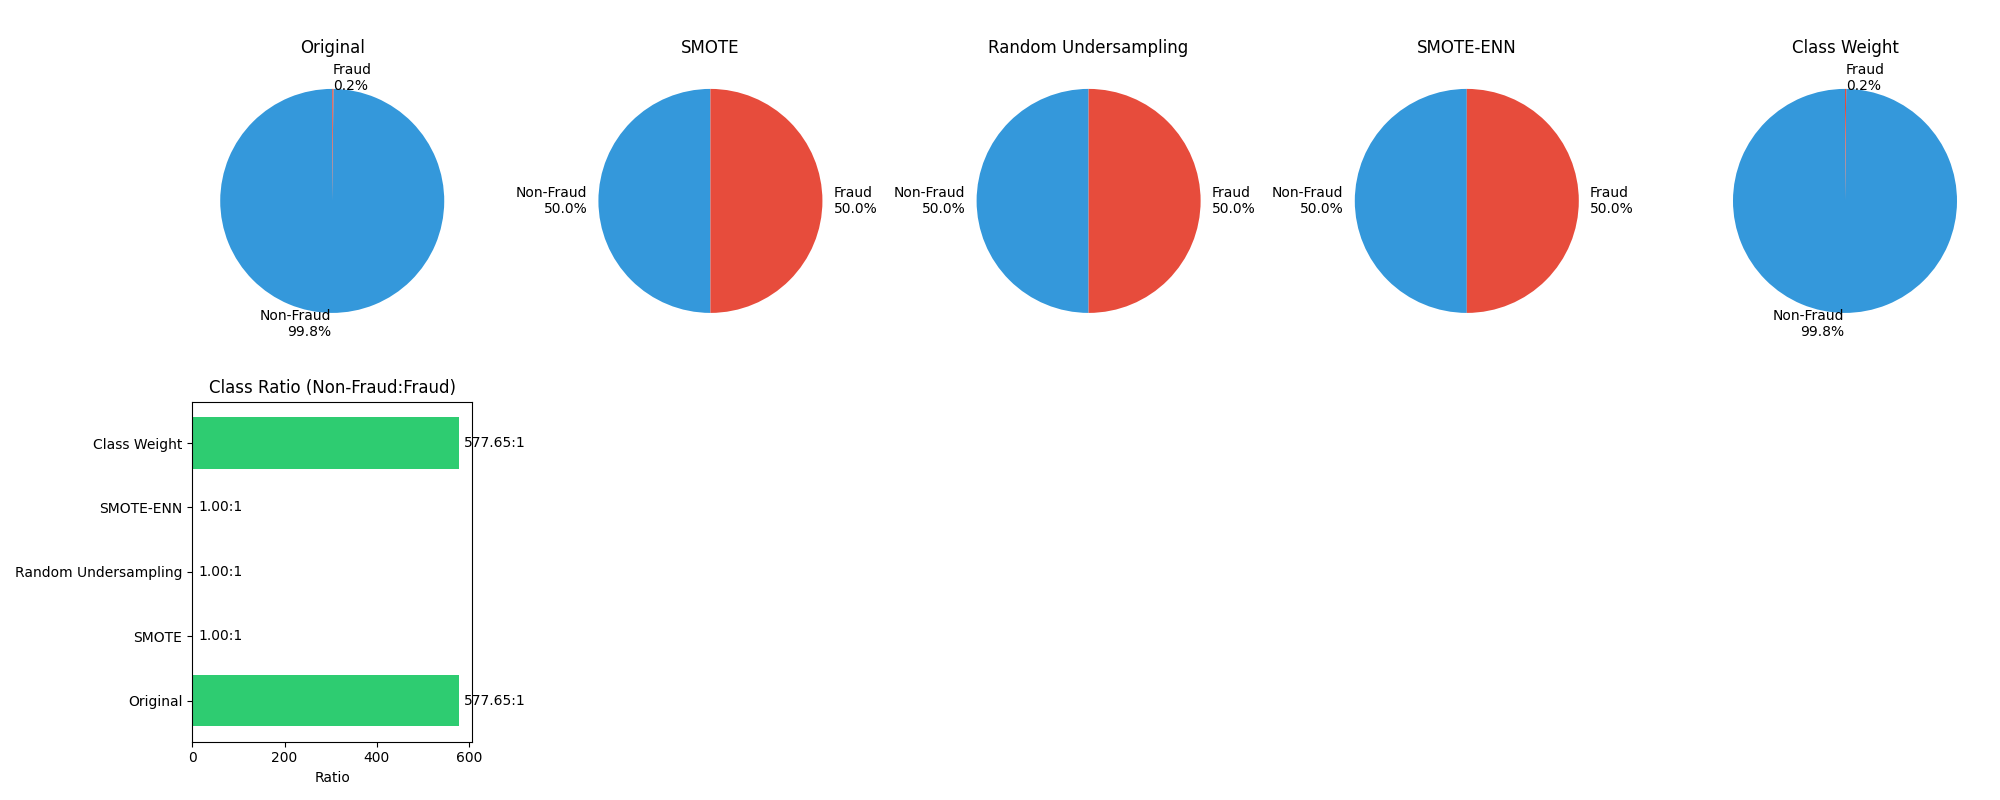 Original
Fraud
0.2%
Non-Fraud
99.8%
SMOTE
Non-Fraud
50.0%
Fraud
50.0%
Random Undersampling
Non-Fraud
50.0%
Fraud
50.0%
SMOTE-ENN
Non-Fraud
50.0%
Fraud
50.0%
Class Weight
Fraud
0.2%
Non-Fraud
99.8%
Class Ratio (Non-Fraud:Fraud)
Class Weight
577.65:1
SMOTE-ENN
1.00:1
Random Undersampling
1.00:1
SMOTE
1.00:1
Original
577.65:1
0 200 400 600
Ratio